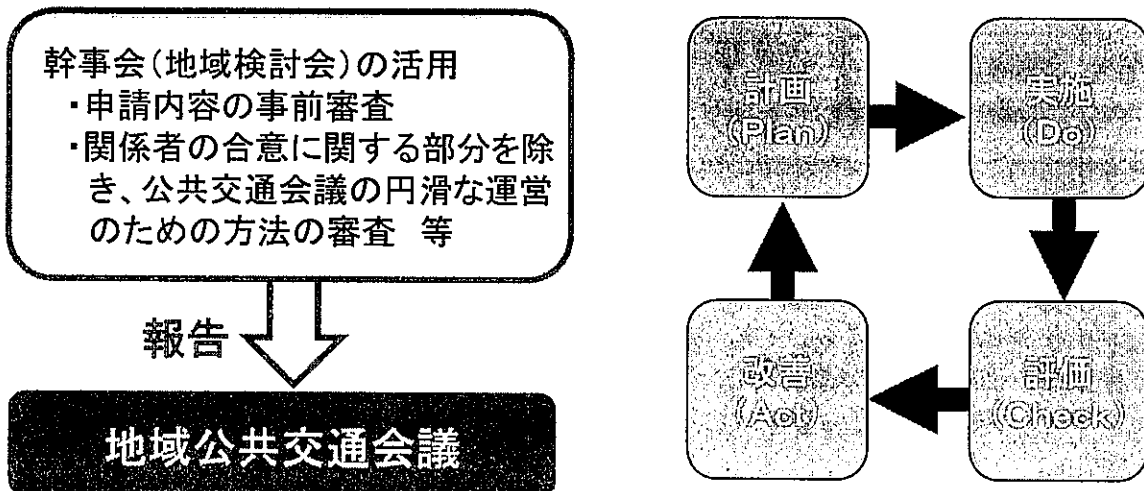 幹事会(地域検討会)の活用
・申請内容の事前審査
・関係者の合意に関する部分を除
き、公共交通会議の円滑な運営
のための方法の審査 等
報告
地域公共交通会議
計画
(Plan)
実施
(Do)
評価
(Check)
改善
(Act)